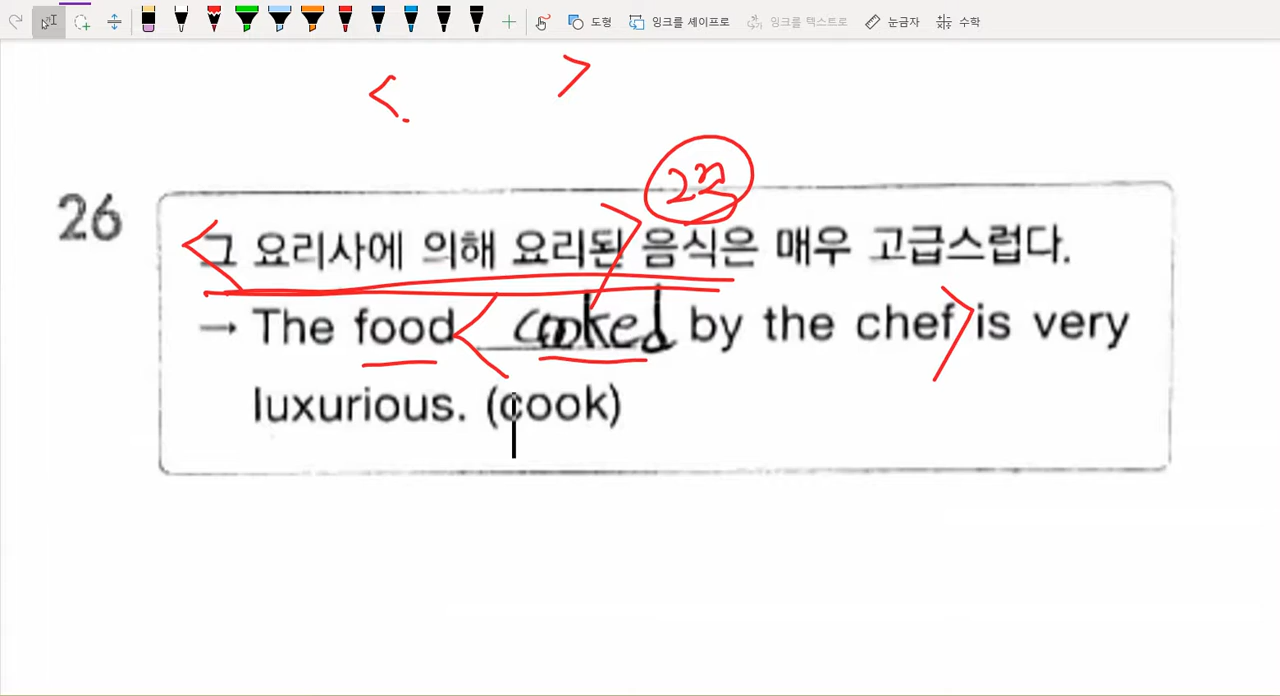 도형 잉크를 셰이프로 잉크를 텍스트로 눈금자 수학
26
그 요리사에 의해 요리된 음식은 매우 고급스럽다.
→ The food cooked by the chef is very
luxurious. (cook)